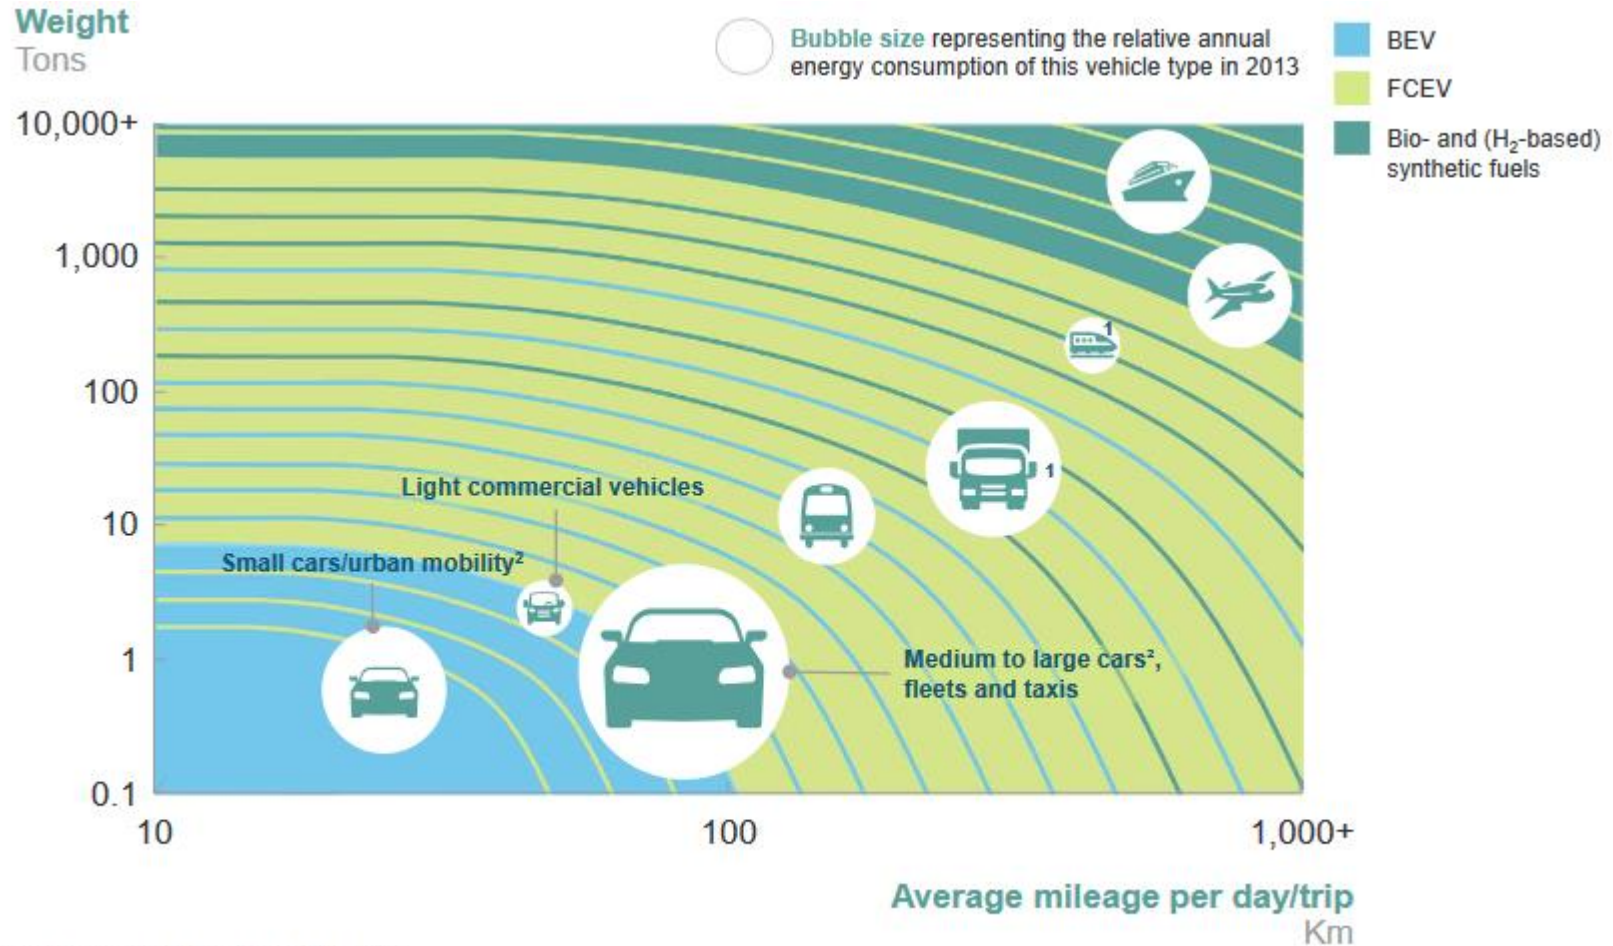 Weight
Tons
Bubble size representing the relative annual
energy consumption of this vehicle type in 2013
BEV
FCEV
Bio- and (H₂-based)
synthetic fuels
10,000+
1,000
100
10
1
0.1
1
1
Light commercial vehicles
Small cars/urban mobility²
Medium to large cars²,
fleets and taxis
10
100
1,000+
Average mileage per day/trip
Km